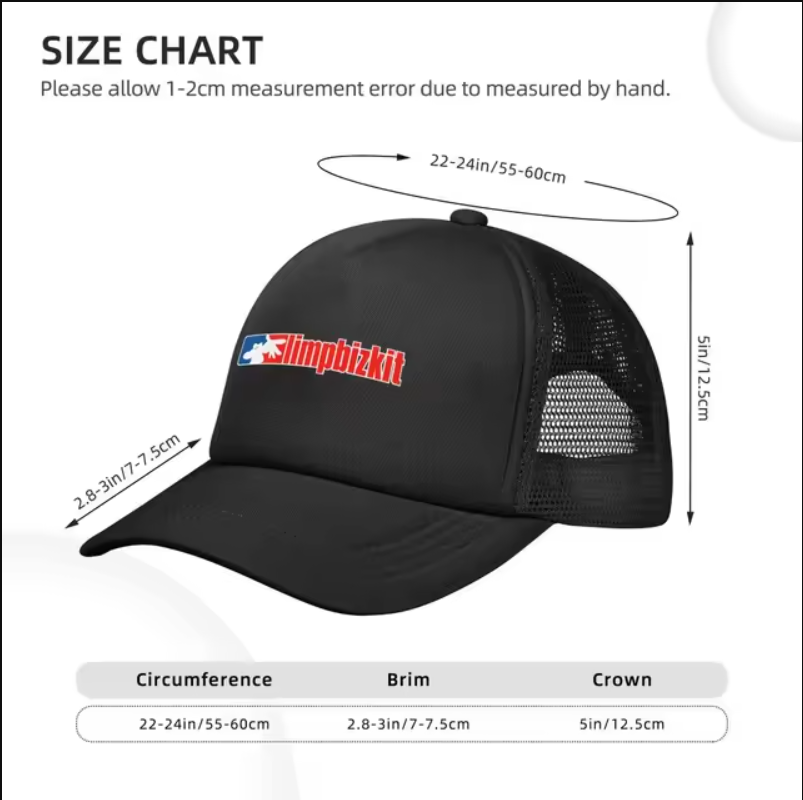 SIZE CHART
Please allow 1-2cm measurement error due to measured by hand.
22-24in/55-60cm
5in/12.5cm
limpbizkit
2.8-3in/7-7.5cm
Circumference Brim Crown
22-24in/55-60cm 2.8-3in/7-7.5cm 5in/12.5cm